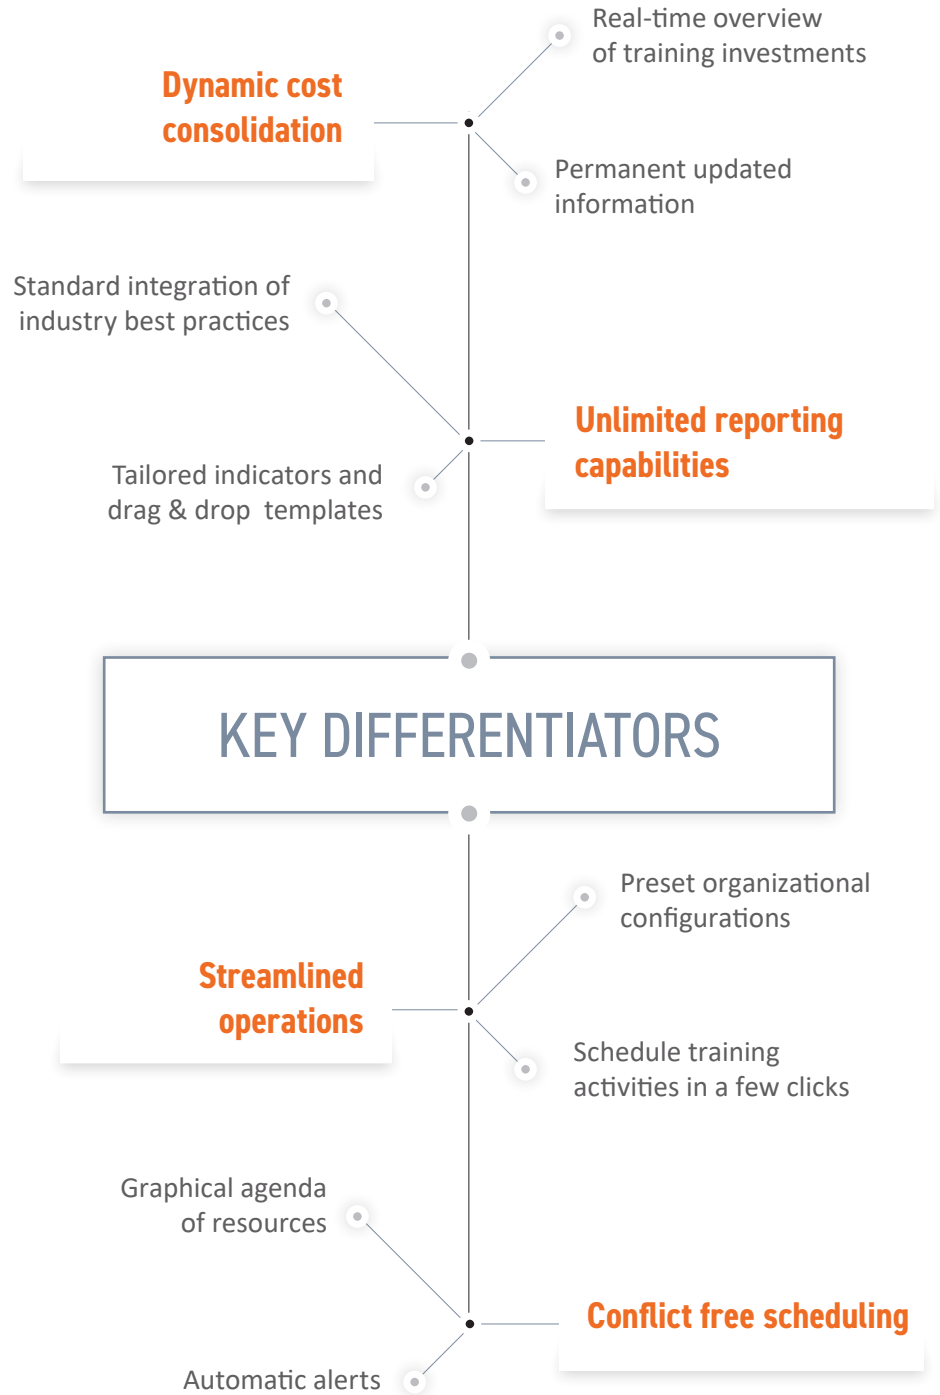 Real-time overview
of training investments
Dynamic cost
consolidation
Permanent updated
information
Standard integration of
industry best practices
Unlimited reporting
capabilities
Tailored indicators and
drag & drop  templates
KEY DIFFERENTIATORS
Preset organizational
configurations
Streamlined
operations
Schedule training
activities in a few clicks
Graphical agenda
of resources
Conflict free scheduling
Automatic alerts